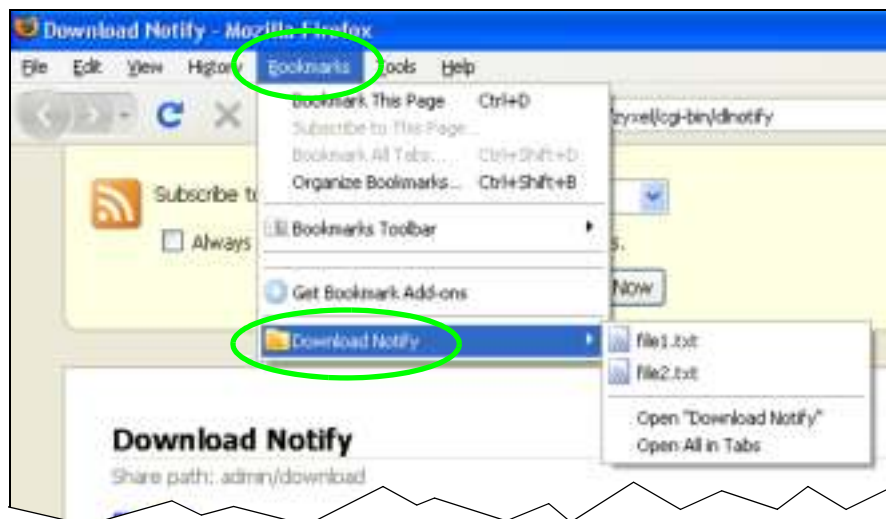 Download Notify - Mozilla Firefox
File Edit View History Bookmarks Tools Help
Bookmark This Page Ctrl+D
zyxel/cgi-bin/dlnotify
Subscribe to This Page...
Bookmark All Tabs... Ctrl+Shift+D
Organize Bookmarks... Ctrl+Shift+B
Subscribe to
Bookmarks Toolbar
Always
s.
Get Bookmark Add-ons
Now
Download Notify
file1.txt
file2.txt
Open "Download Notify"
Open All in Tabs
Download Notify
Share path: admin/download